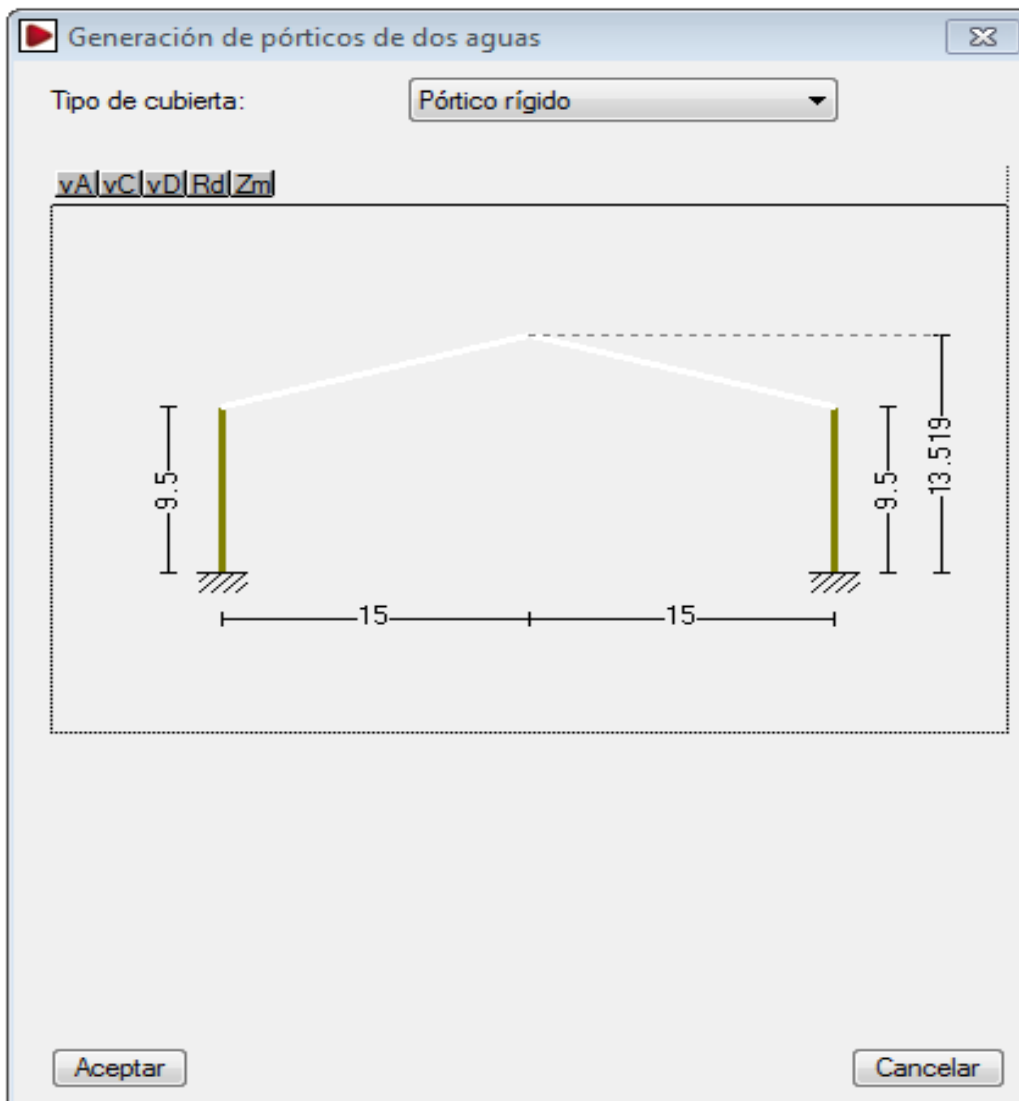 Generación de pórticos de dos aguas
Tipo de cubierta: Pórtico rígido
vA vC vD Rd Zm
9.5
9.5
13.519
15
15
Aceptar
Cancelar